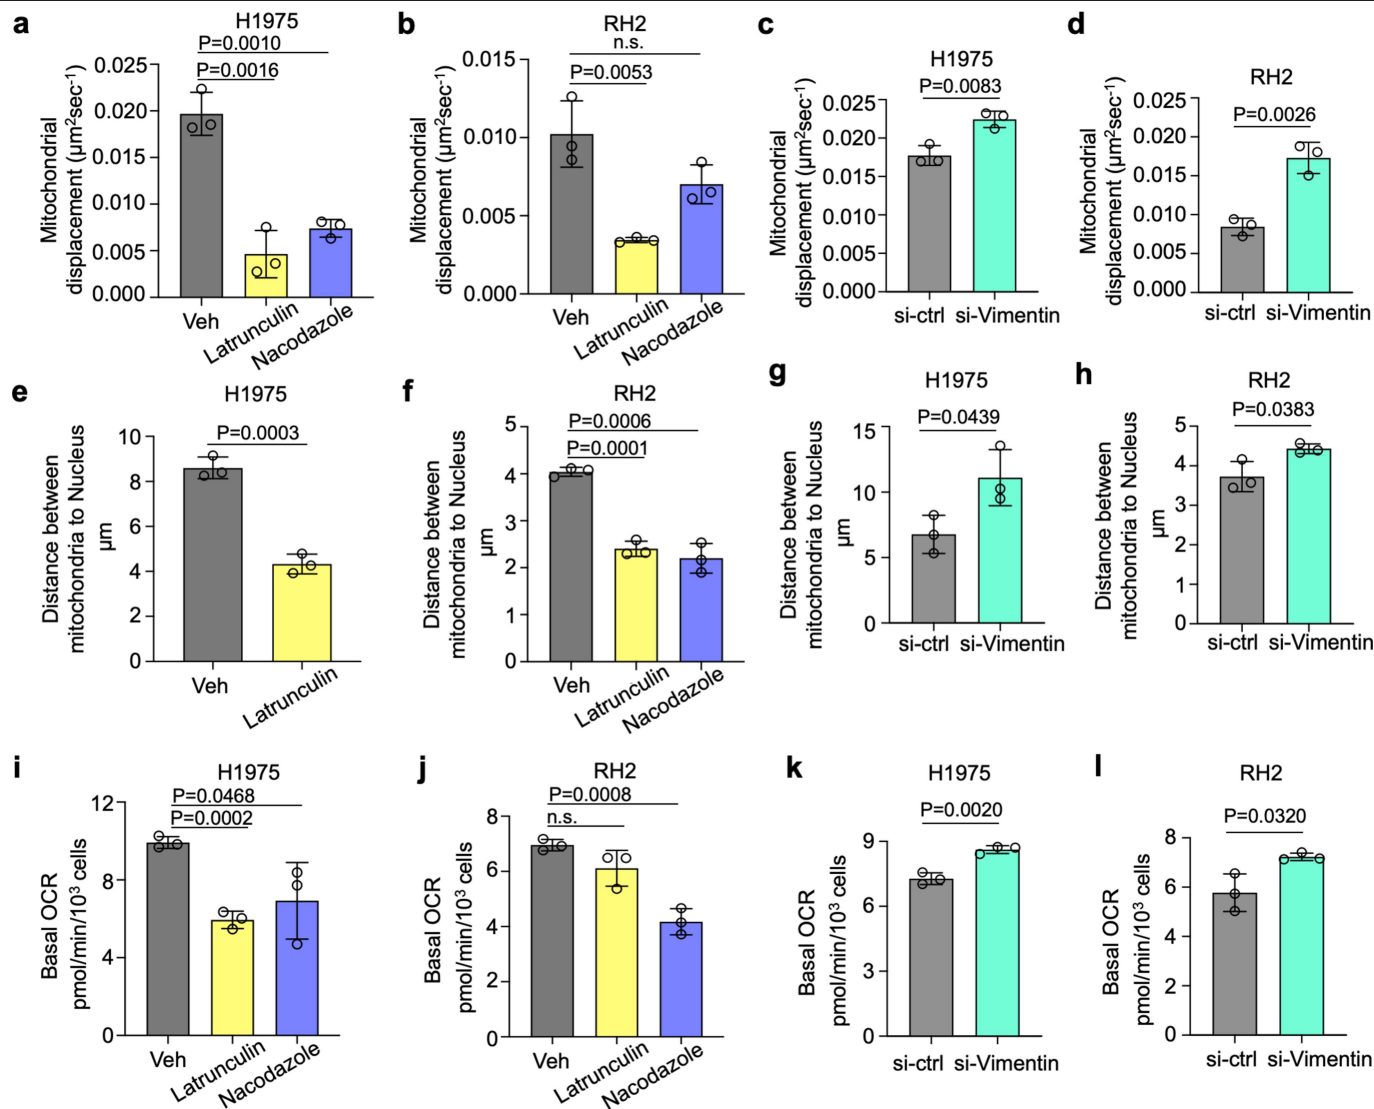 a
H1975
P=0.0010
P=0.0016
Mitochondrial
displacement (µm²sec⁻¹)
0.025
0.020
0.015
0.010
0.005
0.000
Veh
Latrunculin
Nacodazole
b
RH2
n.s.
P=0.0053
Mitochondrial
displacement (µm²sec⁻¹)
0.015
0.010
0.005
0.000
Veh
Latrunculin
Nacodazole
c
H1975
P=0.0083
Mitochondrial
displacement (µm²sec⁻¹)
0.025
0.020
0.015
0.010
0.005
0.000
si-ctrl
si-Vimentin
d
RH2
P=0.0026
Mitochondrial
displacement (µm²sec⁻¹)
0.025
0.020
0.015
0.010
0.005
0.000
si-ctrl
si-Vimentin
e
H1975
P=0.0003
Distance between
mitochondria to Nucleus
µm
10
8
6
4
2
0
Veh
Latrunculin
f
RH2
P=0.0006
P=0.0001
Distance between
mitochondria to Nucleus
µm
5
4
3
2
1
0
Veh
Latrunculin
Nacodazole
g
H1975
P=0.0439
Distance between
mitochondria to Nucleus
µm
15
10
5
0
si-ctrl
si-Vimentin
h
RH2
P=0.0383
Distance between
mitochondria to Nucleus
µm
5
4
3
2
1
0
si-ctrl
si-Vimentin
i
H1975
P=0.0468
P=0.0002
Basal OCR
pmol/min/10³ cells
12
8
4
0
Veh
Latrunculin
Nacodazole
j
RH2
P=0.0008
n.s.
Basal OCR
pmol/min/10³ cells
8
6
4
2
0
Veh
Latrunculin
Nacodazole
k
H1975
P=0.0020
Basal OCR
pmol/min/10³ cells
9
6
3
0
si-ctrl
si-Vimentin
l
RH2
P=0.0320
Basal OCR
pmol/min/10³ cells
8
6
4
2
0
si-ctrl
si-Vimentin